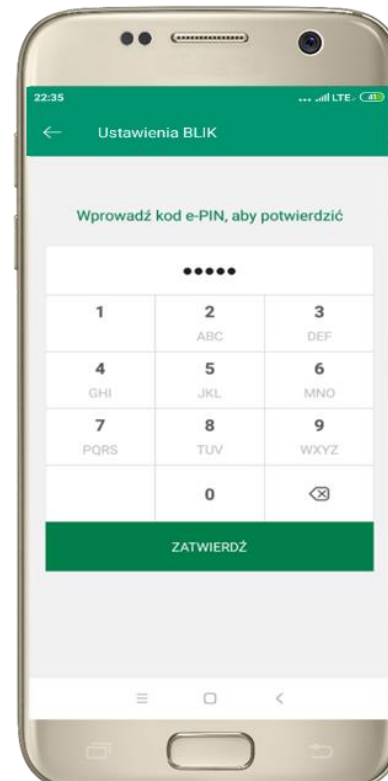 22:35
LTE 41
Ustawienia BLIK
Wprowadź kod e-PIN, aby potwierdzić
•••••
1 2 3
ABC DEF
4 5 6
GHI JKL MNO
7 8 9
PQRS TUV WXYZ
0
ZATWIERDŹ